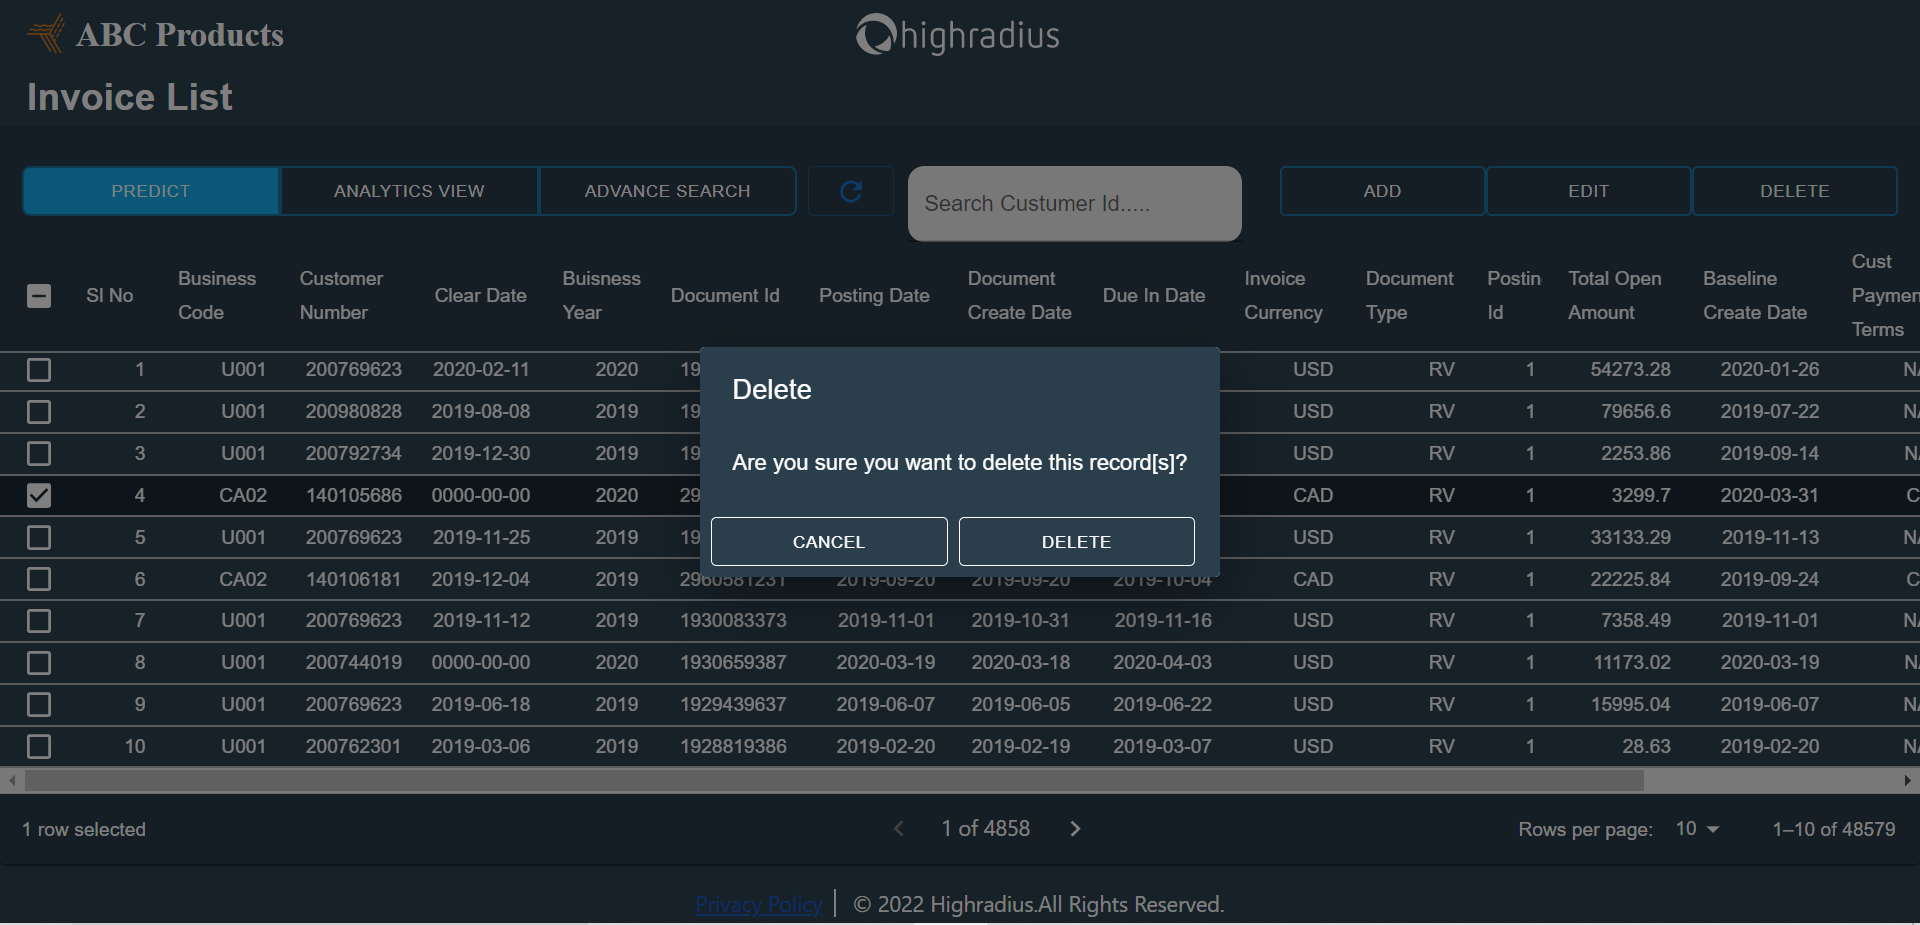 ABC Products
highradius
Invoice List
PREDICT ANALYTICS VIEW ADVANCE SEARCH Search Custumer Id..... ADD EDIT DELETE
Sl No Business Code Customer Number Clear Date Buisness Year Document Id Posting Date Document Create Date Due In Date Invoice Currency Document Type Postin Id Total Open Amount Baseline Create Date Cust Paymen Terms
1 U001 200769623 2020-02-11 2020 19 USD RV 1 54273.28 2020-01-26 N
2 U001 200980828 2019-08-08 2019 19 USD RV 1 79656.6 2019-07-22 N
3 U001 200792734 2019-12-30 2019 19 USD RV 1 2253.86 2019-09-14 N
4 CA02 140105686 0000-00-00 2020 29 CAD RV 1 3299.7 2020-03-31 C
5 U001 200769623 2019-11-25 2019 19 USD RV 1 33133.29 2019-11-13 N
6 CA02 140106181 2019-12-04 2019 2960581231 2019-09-20 2019-09-20 2019-10-04 CAD RV 1 22225.84 2019-09-24 C
7 U001 200769623 2019-11-12 2019 1930083373 2019-11-01 2019-10-31 2019-11-16 USD RV 1 7358.49 2019-11-01 N
8 U001 200744019 0000-00-00 2020 1930659387 2020-03-19 2020-03-18 2020-04-03 USD RV 1 11173.02 2020-03-19 N
9 U001 200769623 2019-06-18 2019 1929439637 2019-06-07 2019-06-05 2019-06-22 USD RV 1 15995.04 2019-06-07 N
10 U001 200762301 2019-03-06 2019 1928819386 2019-02-20 2019-02-19 2019-03-07 USD RV 1 28.63 2019-02-20 N
Delete
Are you sure you want to delete this record[s]?
CANCEL DELETE
1 row selected 1 of 4858 Rows per page: 10 1–10 of 48579
Privacy Policy © 2022 Highradius.All Rights Reserved.